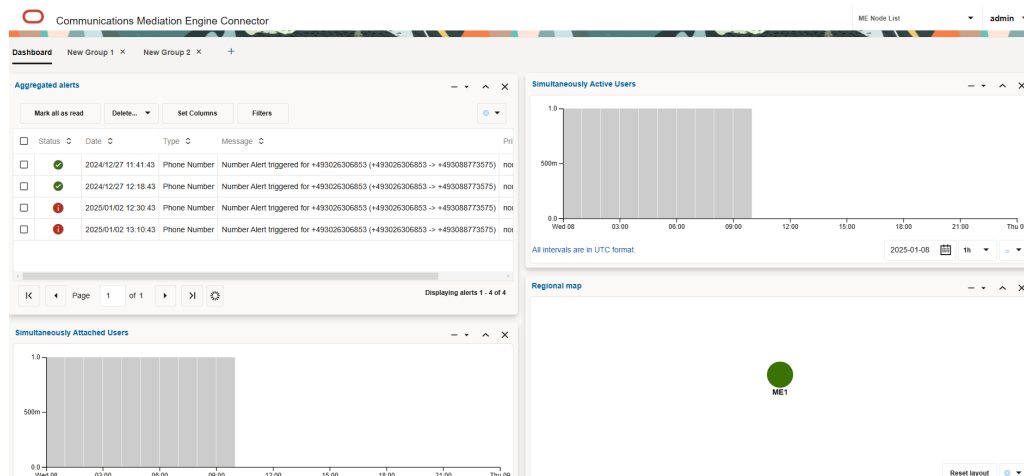 Communications Mediation Engine Connector
ME Node List
admin
Dashboard
New Group 1 ×
New Group 2 ×
+
Aggregated alerts
Mark all as read
Delete...
Set Columns
Filters
Status Date Type Message
2024/12/27 11:41:43 Phone Number Number Alert triggered for +493026306853 (+493026306853 -> +493088773575)
2024/12/27 12:18:43 Phone Number Number Alert triggered for +493026306853 (+493026306853 -> +493088773575)
2025/01/02 12:30:43 Phone Number Number Alert triggered for +493026306853 (+493026306853 -> +493088773575)
2025/01/02 13:10:43 Phone Number Number Alert triggered for +493026306853 (+493026306853 -> +493088773575)
Page 1 of 1
Displaying alerts 1 - 4 of 4
Simultaneously Active Users
1.0
500m
0.0
Wed 08 03:00 06:00 09:00 12:00 15:00 18:00 21:00 Thu 09
All intervals are in UTC format.
2025-01-08
1h
Simultaneously Attached Users
1.0
500m
0.0
Wed 08 03:00 06:00 09:00 12:00 15:00 18:00 21:00 Thu 09
Regional map
ME1
Reset layout